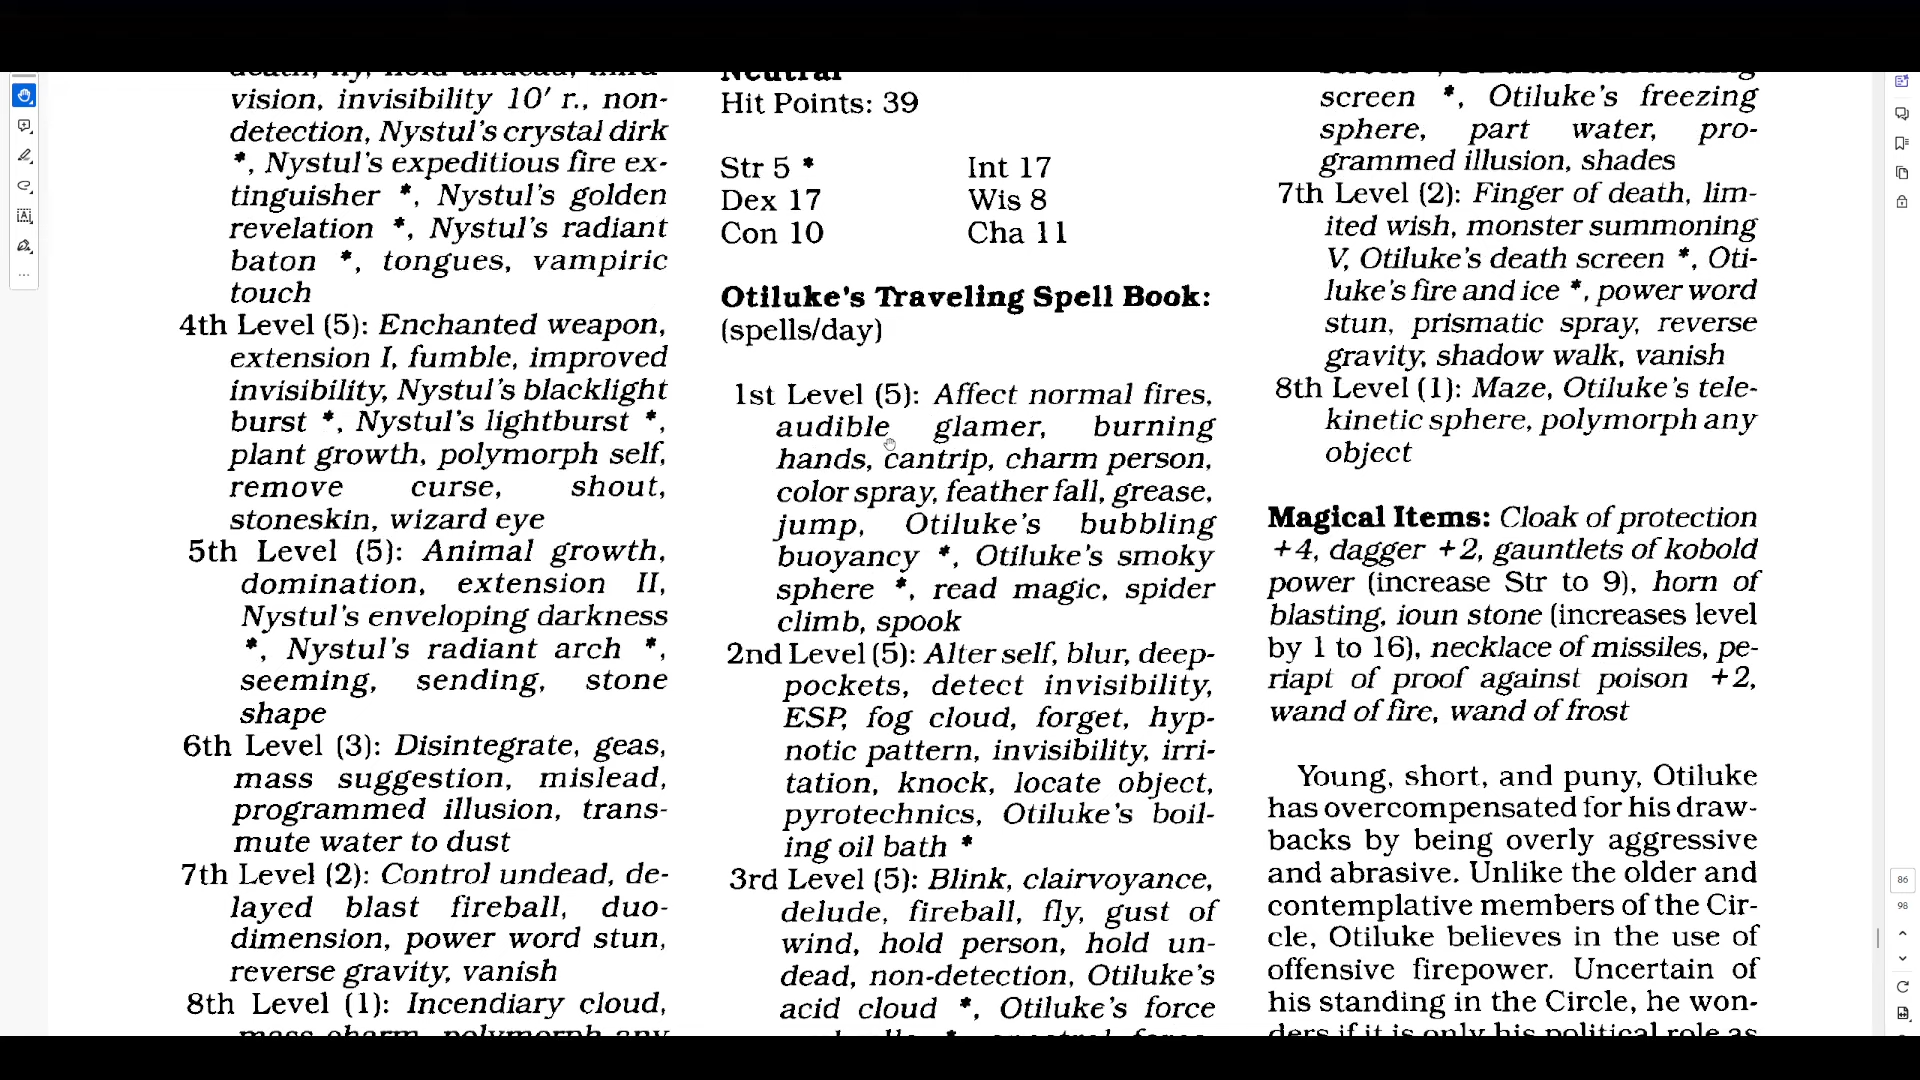 vision, invisibility 10' r., non-
detection, Nystul's crystal dirk
*, Nystul's expeditious fire ex-
tinguisher *, Nystul's golden
revelation *, Nystul's radiant
baton *, tongues, vampiric
touch
4th Level (5): Enchanted weapon,
extension I, fumble, improved
invisibility, Nystul's blacklight
burst *, Nystul's lightburst *,
plant growth, polymorph self,
remove curse, shout,
stoneskin, wizard eye
5th Level (5): Animal growth,
domination, extension II,
Nystul's enveloping darkness
*, Nystul's radiant arch *,
seeming, sending, stone
shape
6th Level (3): Disintegrate, geas,
mass suggestion, mislead,
programmed illusion, trans-
mute water to dust
7th Level (2): Control undead, de-
layed blast fireball, duo-
dimension, power word stun,
reverse gravity, vanish
8th Level (1): Incendiary cloud,
mass charm, polymorph any
Neutral
Hit Points: 39
Str 5 * Int 17
Dex 17 Wis 8
Con 10 Cha 11
Otiluke's Traveling Spell Book:
(spells/day)
1st Level (5): Affect normal fires,
audible glamer, burning
hands, cantrip, charm person,
color spray, feather fall, grease,
jump, Otiluke's bubbling
buoyancy *, Otiluke's smoky
sphere *, read magic, spider
climb, spook
2nd Level (5): Alter self, blur, deep-
pockets, detect invisibility,
ESP, fog cloud, forget, hyp-
notic pattern, invisibility, irri-
tation, knock, locate object,
pyrotechnics, Otiluke's boil-
ing oil bath *
3rd Level (5): Blink, clairvoyance,
delude, fireball, fly, gust of
wind, hold person, hold un-
dead, non-detection, Otiluke's
acid cloud *, Otiluke's force
screen *, Otiluke's freezing
sphere, part water, pro-
grammed illusion, shades
7th Level (2): Finger of death, lim-
ited wish, monster summoning
V, Otiluke's death screen *, Oti-
luke's fire and ice *, power word
stun, prismatic spray, reverse
gravity, shadow walk, vanish
8th Level (1): Maze, Otiluke's tele-
kinetic sphere, polymorph any
object
Magical Items: Cloak of protection
+4, dagger +2, gauntlets of kobold
power (increase Str to 9), horn of
blasting, ioun stone (increases level
by 1 to 16), necklace of missiles, pe-
riapt of proof against poison +2,
wand of fire, wand of frost
Young, short, and puny, Otiluke
has overcompensated for his draw-
backs by being overly aggressive
and abrasive. Unlike the older and
contemplative members of the Cir-
cle, Otiluke believes in the use of
offensive firepower. Uncertain of
his standing in the Circle, he won-
ders if it is only his political role as
86
98